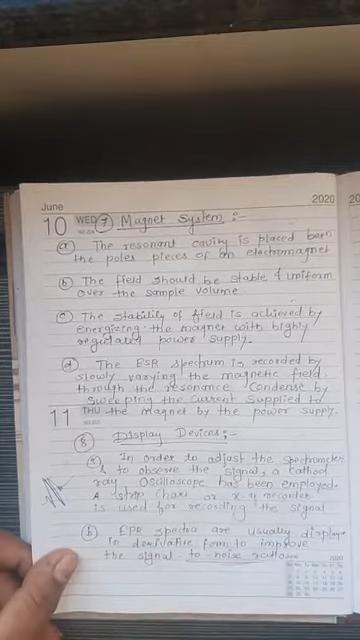 June 2020 20
10 WED (7) Magnet System :-
(a) The resonant cavity is placed been
the poles pieces of an electromagnet
(b) The field should be stable & uniform
over the sample volume
(c) The stability of field is achieved by
energizing the magnet with highly
regulated power supply.
(d) The ESR spectrum is recorded by
slowly varying the magnetic field
through the resonance Condense by
sweeping the current supplied to
11 THU the magnet by the power supply.
(8) Display Devices :-
(a) In order to adjust the spectrometer
& to observe the signal, a cathod
ray Oscilloscope has been employed.
A strip chart or x-y recorder
is used for recording the signal
(b) EPR spectra are usually display
in derivative form to improve
the signal to noise
2020